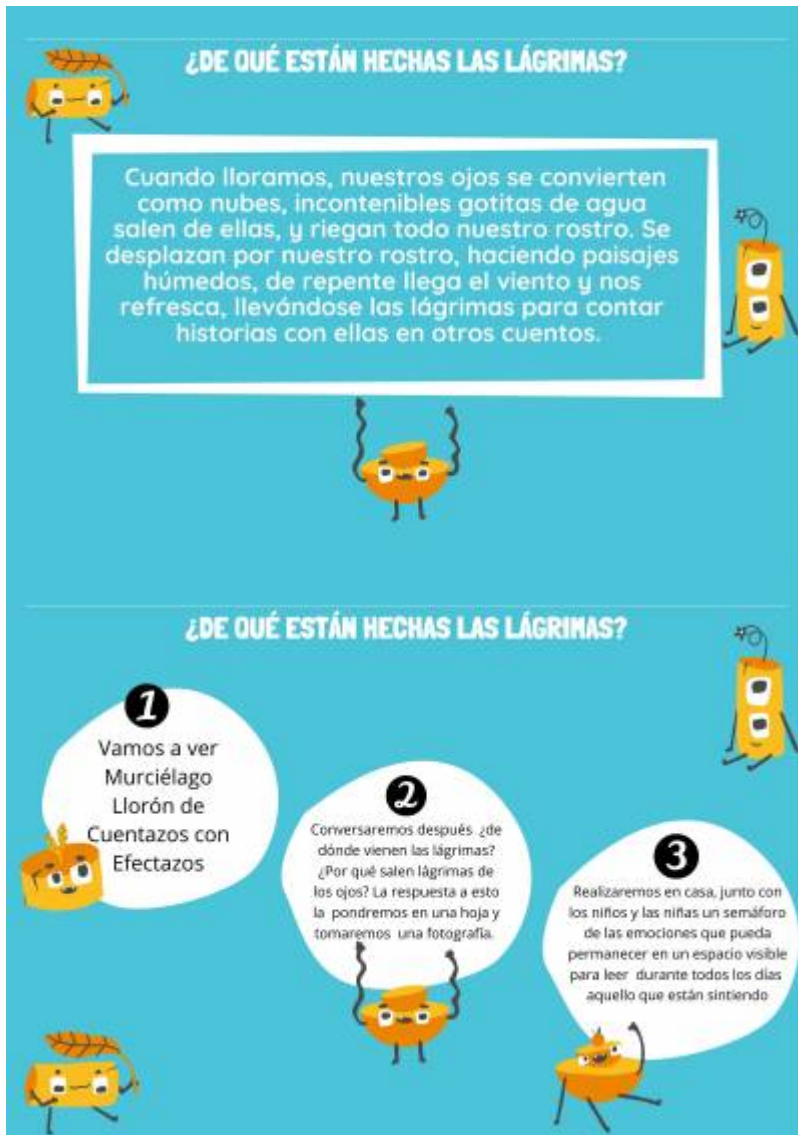 ¿DE QUÉ ESTÁN HECHAS LAS LÁGRIMAS?
Cuando lloramos, nuestros ojos se convierten
como nubes, incontenibles gotitas de agua
salen de ellas, y riegan todo nuestro rostro. Se
desplazan por nuestro rostro, haciendo paisajes
húmedos, de repente llega el viento y nos
refresca, llevándose las lágrimas para contar
historias con ellas en otros cuentos.
¿DE QUÉ ESTÁN HECHAS LAS LÁGRIMAS?
1
Vamos a ver
Murciélago
Llorón de
Cuentazos con
Efectazos
2
Conversaremos después ¿de
dónde vienen las lágrimas?
¿Por qué salen lágrimas de
los ojos? La respuesta a esto
la pondremos en una hoja y
tomaremos una fotografía.
3
Realizaremos en casa, junto con
los niños y las niñas un semáforo
de las emociones que pueda
permanecer en un espacio visible
para leer durante todos los días
aquello que están sintiendo